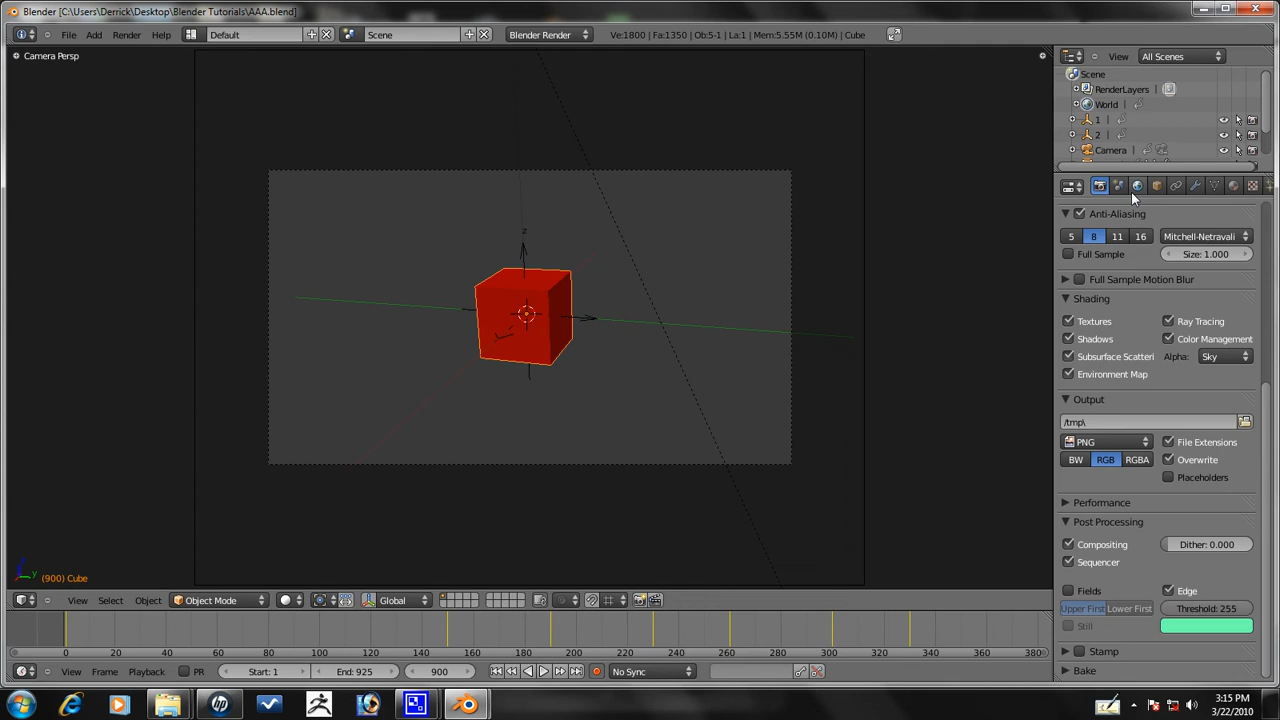 Blender [C:\Users\Derrick\Desktop\Blender Tutorials\AAA.blend]
File Add Render Help Default Scene Blender Render Ve:1800 | Fa:1350 | Ob:5-1 | La:1 | Mem:5.55M (0.10M) | Cube
View All Scenes
Camera Persp
Scene
RenderLayers
World
1
2
Camera
Anti-Aliasing
5 8 11 16 Mitchell-Netravali
Full Sample Size: 1.000
Full Sample Motion Blur
Shading
Textures Ray Tracing
Shadows Color Management
Subsurface Scatteri Alpha: Sky
Environment Map
Output
/tmp\
PNG File Extensions
BW RGB RGBA Overwrite
Placeholders
Performance
Post Processing
Compositing Dither: 0.000
Sequencer
Fields Edge
Upper First Lower First Threshold: 255
Still
Stamp
Bake
z
y
(900) Cube
View Select Object Object Mode Global
0 20 40 60 80 100 120 140 160 180 200 220 240 260 280 300 320 340 360 380
View Frame Playback PR Start: 1 End: 925 900 No Sync
3:15 PM
3/22/2010